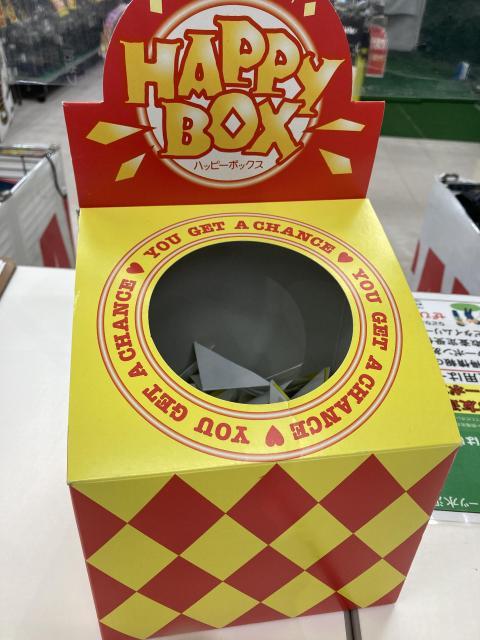 HAPPY
BOX
ハッピーボックス
YOU GET A CHANCE ♥ YOU GET A CHANCE ♥ YOU GET A CHANCE ♥